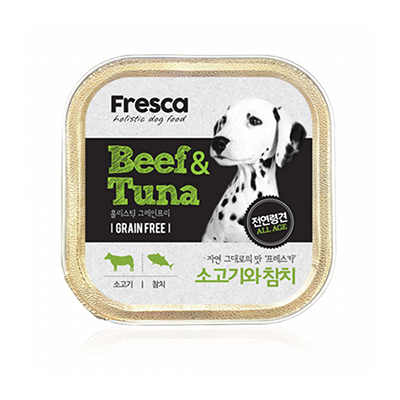 Fresca
holistic dog food
Beef&
Tuna
홀리스틱 그레인프리
| GRAIN FREE |
전연령견
ALL AGE
소고기 | 참치
자연 그대로의 맛 '프레스카'
소고기와 참치